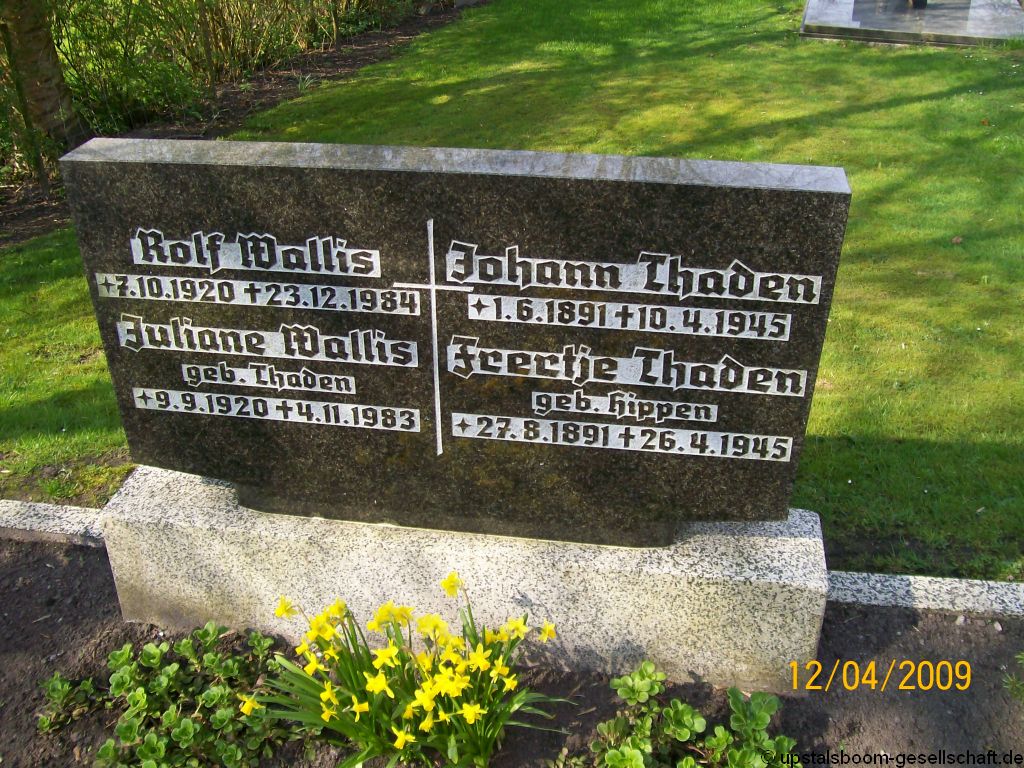 Rolf Wallis
+7.10.1920 +23.12.1984
Juliane Wallis
geb. Thaden
+9.9.1920 +4.11.1983
Johann Thaden
+1.6.1891 +10.4.1945
Frertje Thaden
geb. Hippen
+27.8.1891 +26.4.1945
12/04/2009
© upstalsboom-gesellschaft.de